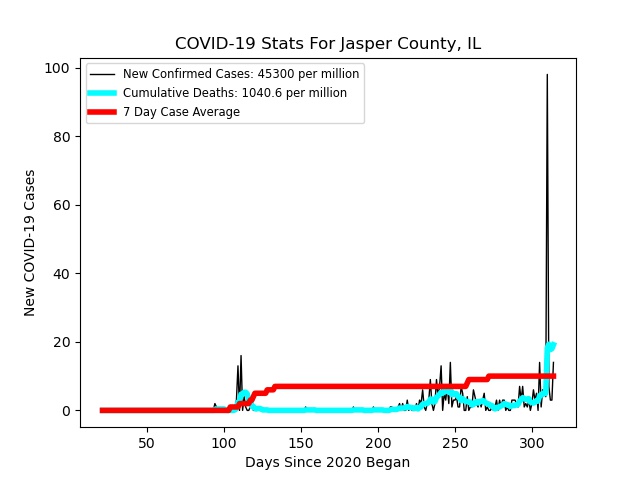 COVID-19 Stats For Jasper County, IL
New Confirmed Cases: 45300 per million
Cumulative Deaths: 1040.6 per million
7 Day Case Average
New COVID-19 Cases
100
80
60
40
20
0
50 100 150 200 250 300
Days Since 2020 Began